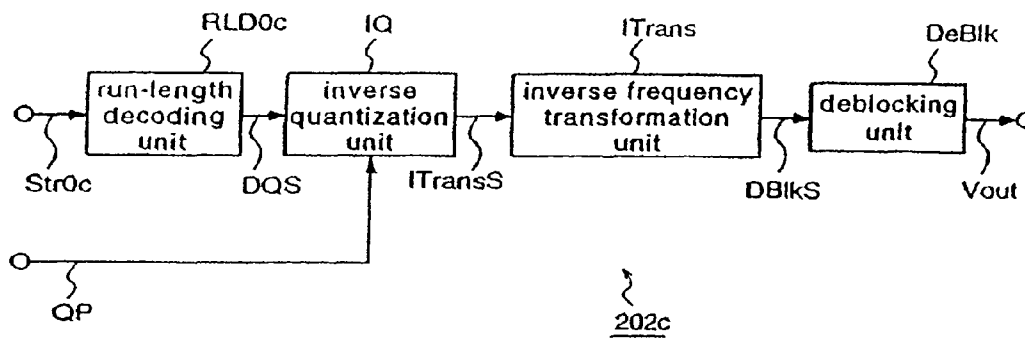 RLD0c
IQ
ITrans
DeBlk
run-length
decoding
unit
inverse
quantization
unit
inverse frequency
transformation
unit
deblocking
unit
Str0c
DQS
ITransS
DBlkS
Vout
QP
202c